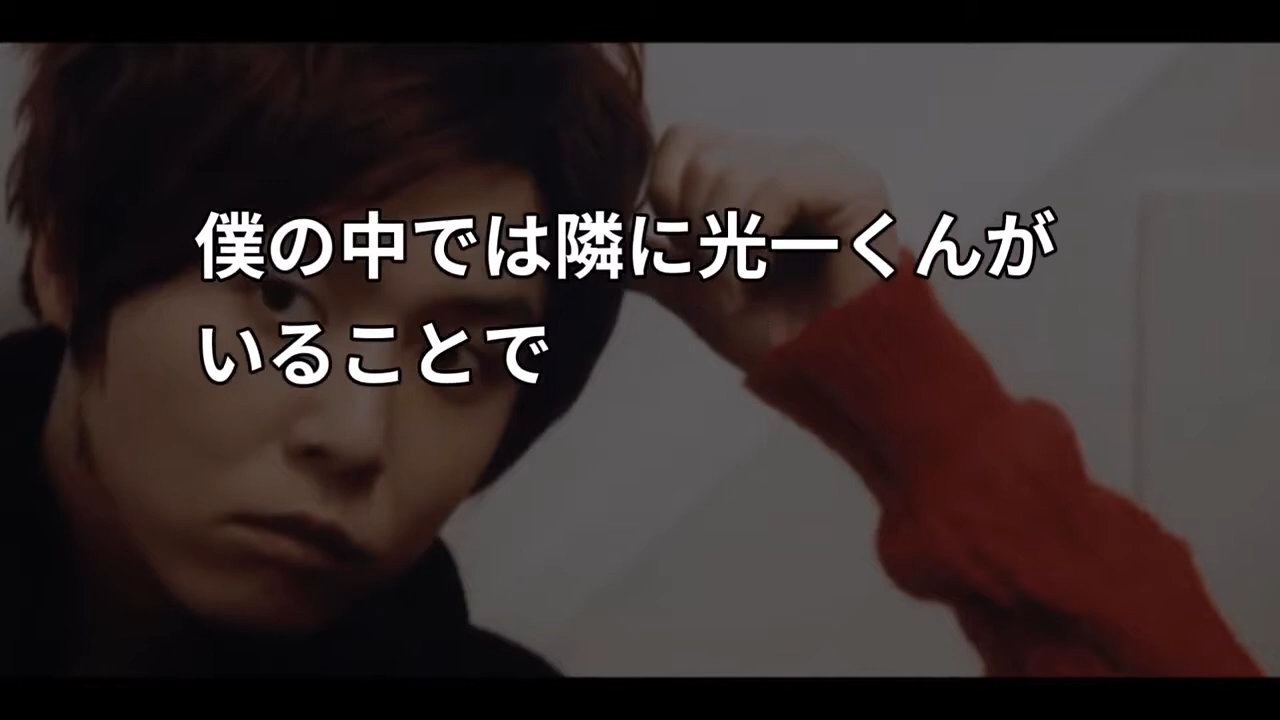 僕の中では隣に光一くんが
いることで